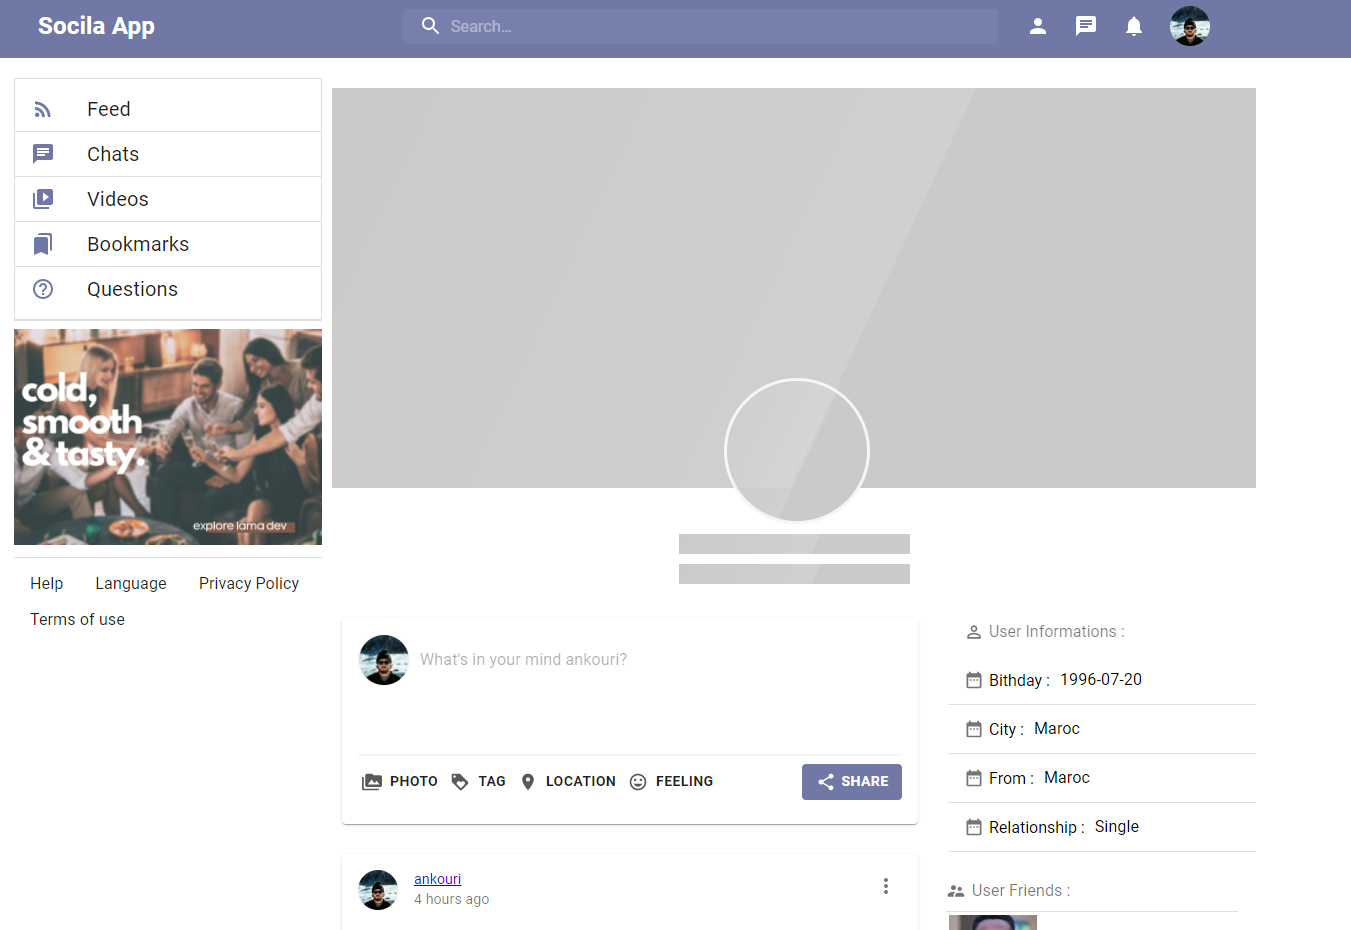 Socila App
Search...
Feed
Chats
Videos
Bookmarks
Questions
cold,
smooth
& tasty.
explore lama dev
Help Language Privacy Policy
Terms of use
What's in your mind ankouri?
PHOTO TAG LOCATION FEELING SHARE
ankouri
4 hours ago
User Informations :
Bithday : 1996-07-20
City : Maroc
From : Maroc
Relationship : Single
User Friends :